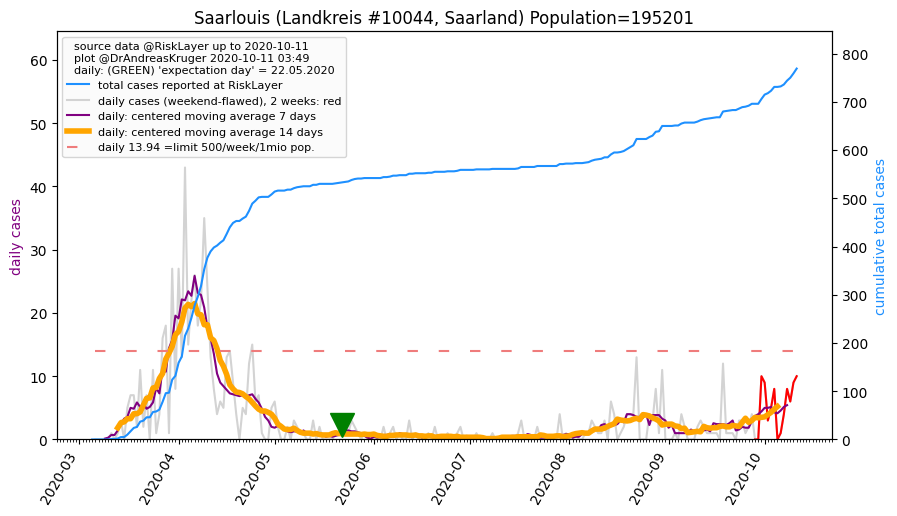 Saarlouis (Landkreis #10044, Saarland) Population=195201
source data @RiskLayer up to 2020-10-11
plot @DrAndreasKruger 2020-10-11 03:49
daily: (GREEN) 'expectation day' = 22.05.2020
total cases reported at RiskLayer
daily cases (weekend-flawed), 2 weeks: red
daily: centered moving average 7 days
daily: centered moving average 14 days
daily 13.94 =limit 500/week/1mio pop.
daily cases
60
50
40
30
20
10
0
cumulative total cases
800
700
600
500
400
300
200
100
0
2020-03
2020-04
2020-05
2020-06
2020-07
2020-08
2020-09
2020-10